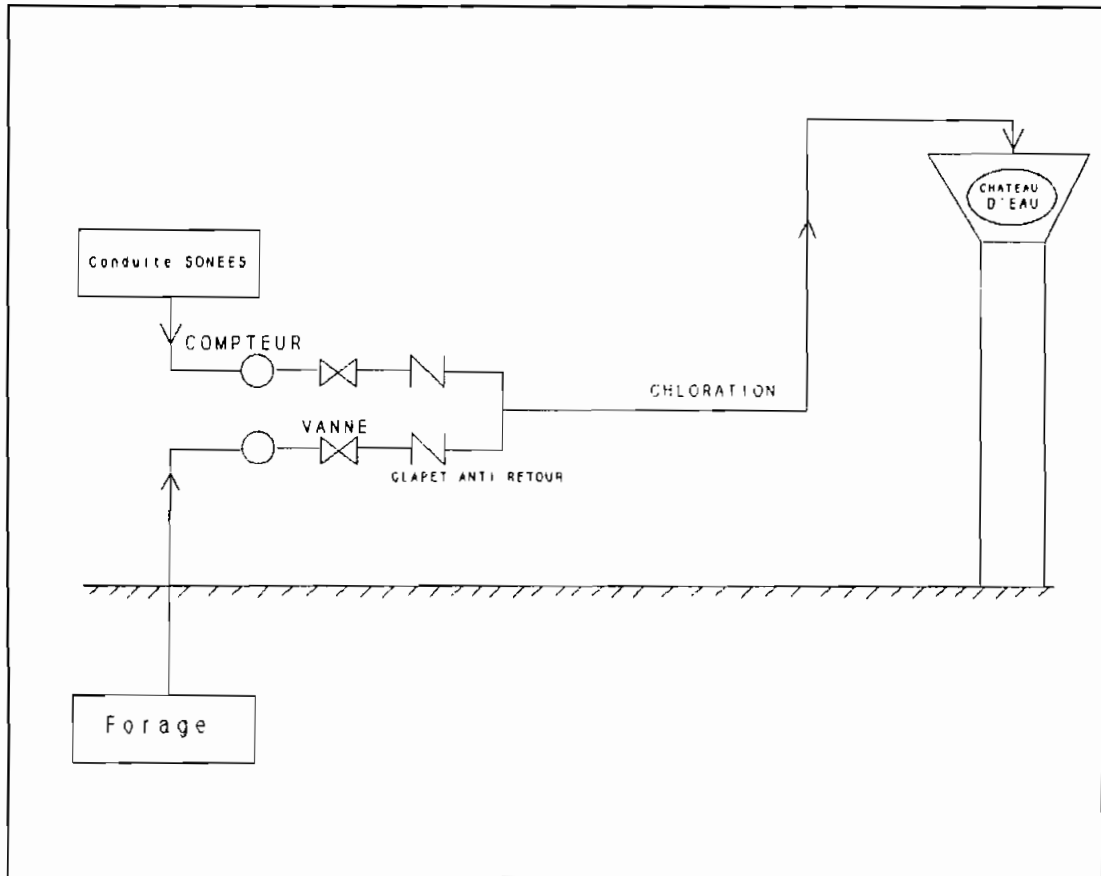 CHATEAU
D'EAU
Conduite SONEES
COMPTEUR
CHLORATION
VANNE
CLAPET ANTI RETOUR
Forage